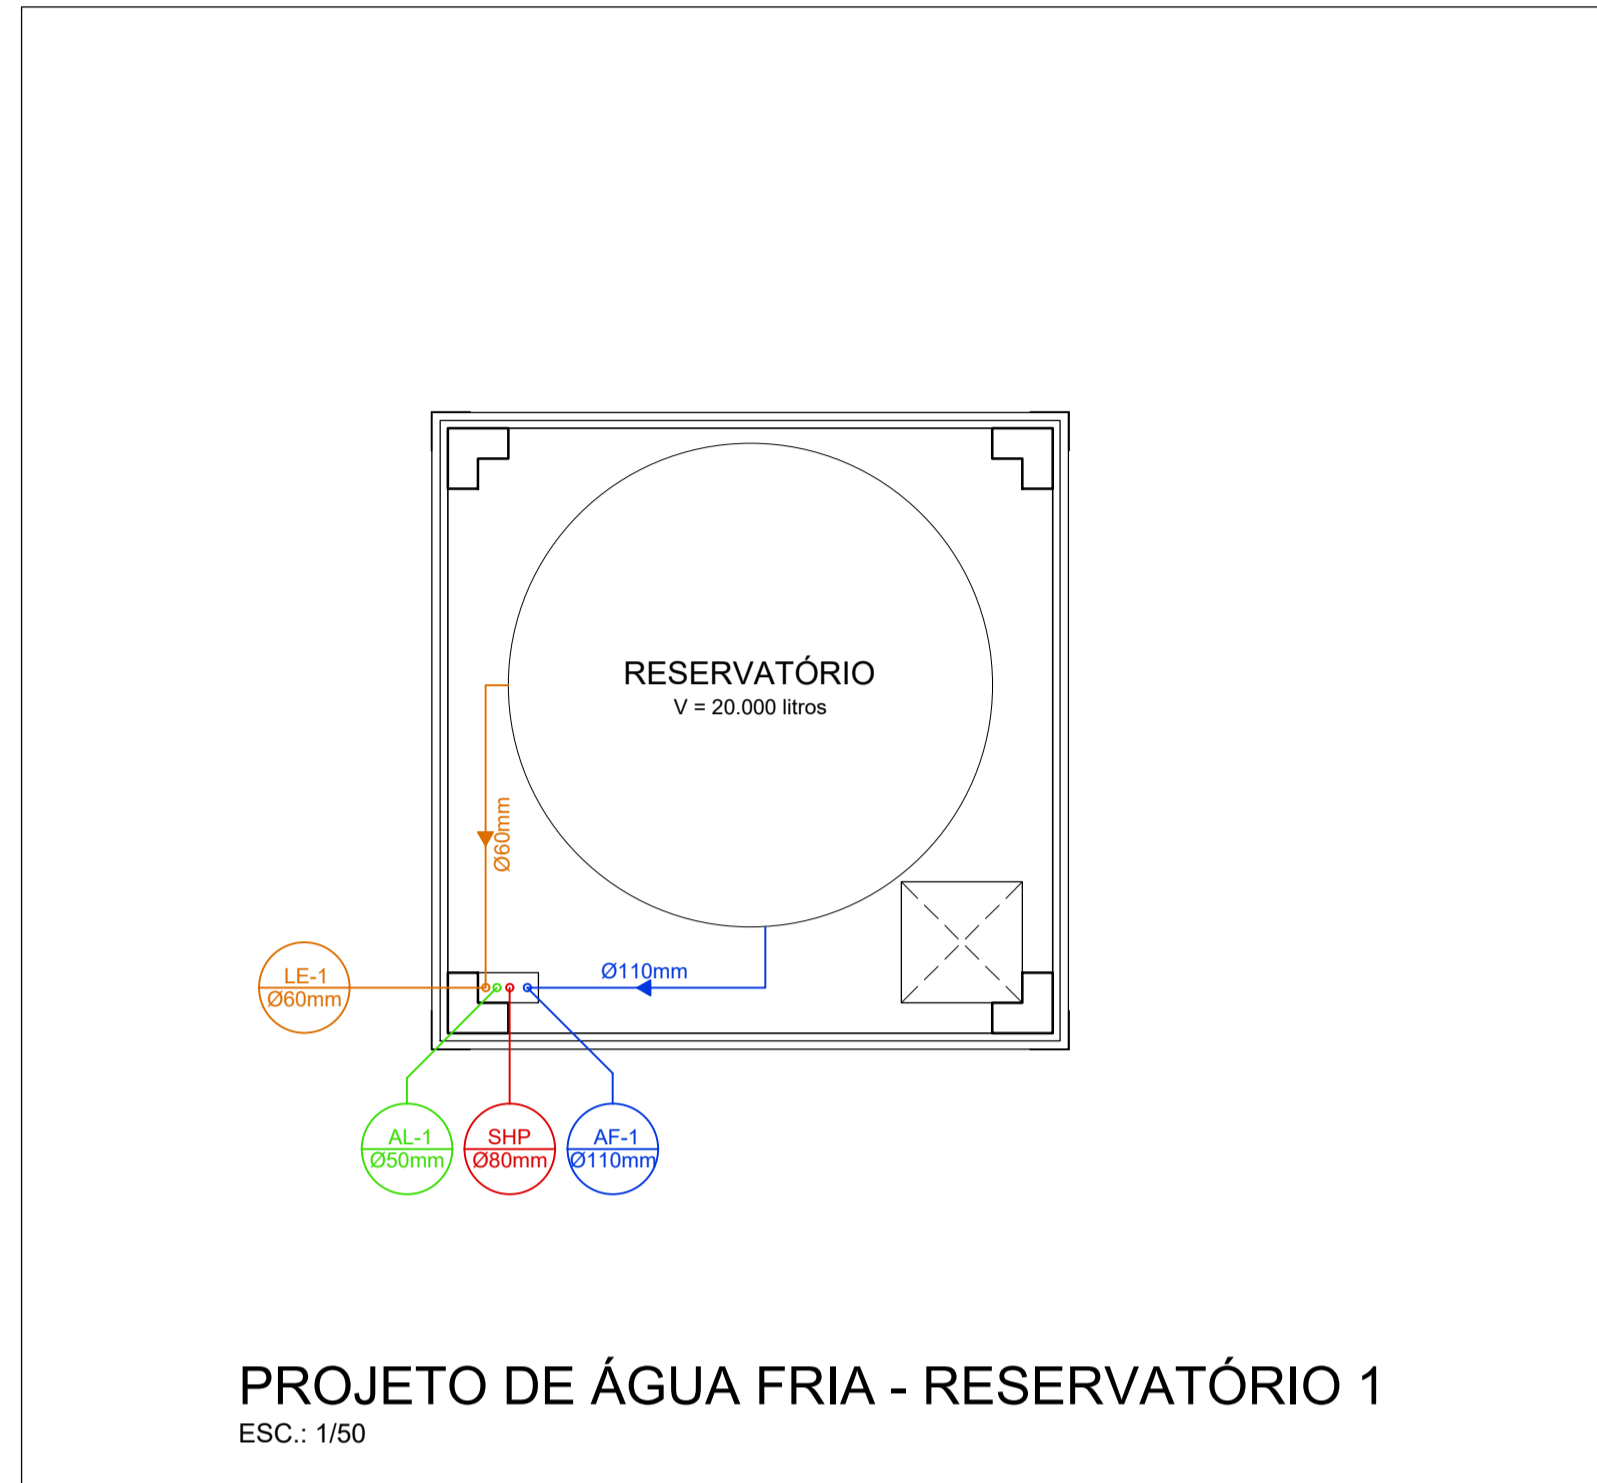 RESERVATÓRIO
V = 20.000 litros
Ø60mm
Ø110mm
LE-1
Ø60mm
AL-1
Ø50mm
SHP
Ø80mm
AF-1
Ø110mm
PROJETO DE ÁGUA FRIA - RESERVATÓRIO 1
ESC.: 1/50